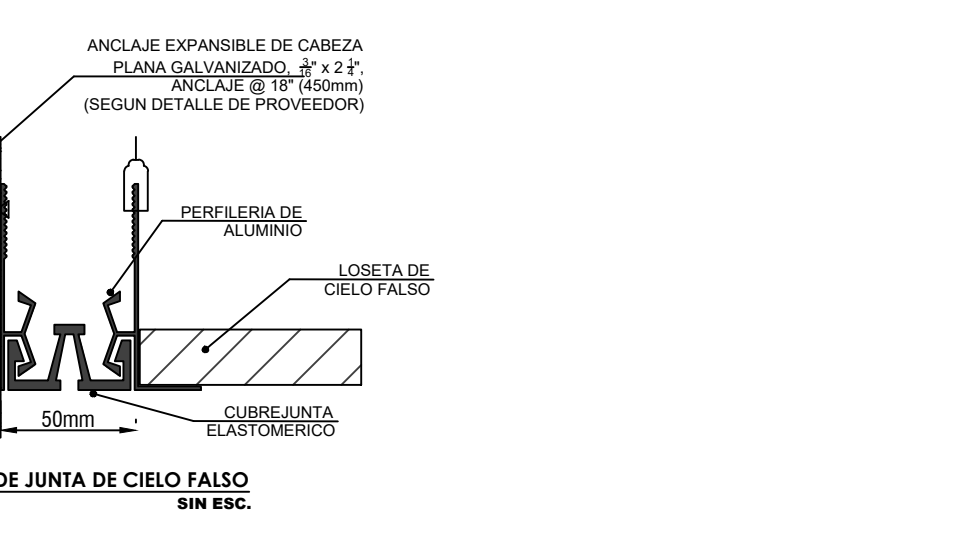 ANCLAJE EXPANSIBLE DE CABEZA
PLANA GALVANIZADO, 3/16" x 2 1/4",
ANCLAJE @ 18" (450mm)
(SEGUN DETALLE DE PROVEEDOR)
PERFILERIA DE
ALUMINIO
LOSETA DE
CIELO FALSO
CUBREJUNTA
ELASTOMERICO
50mm
DE JUNTA DE CIELO FALSO
SIN ESC.